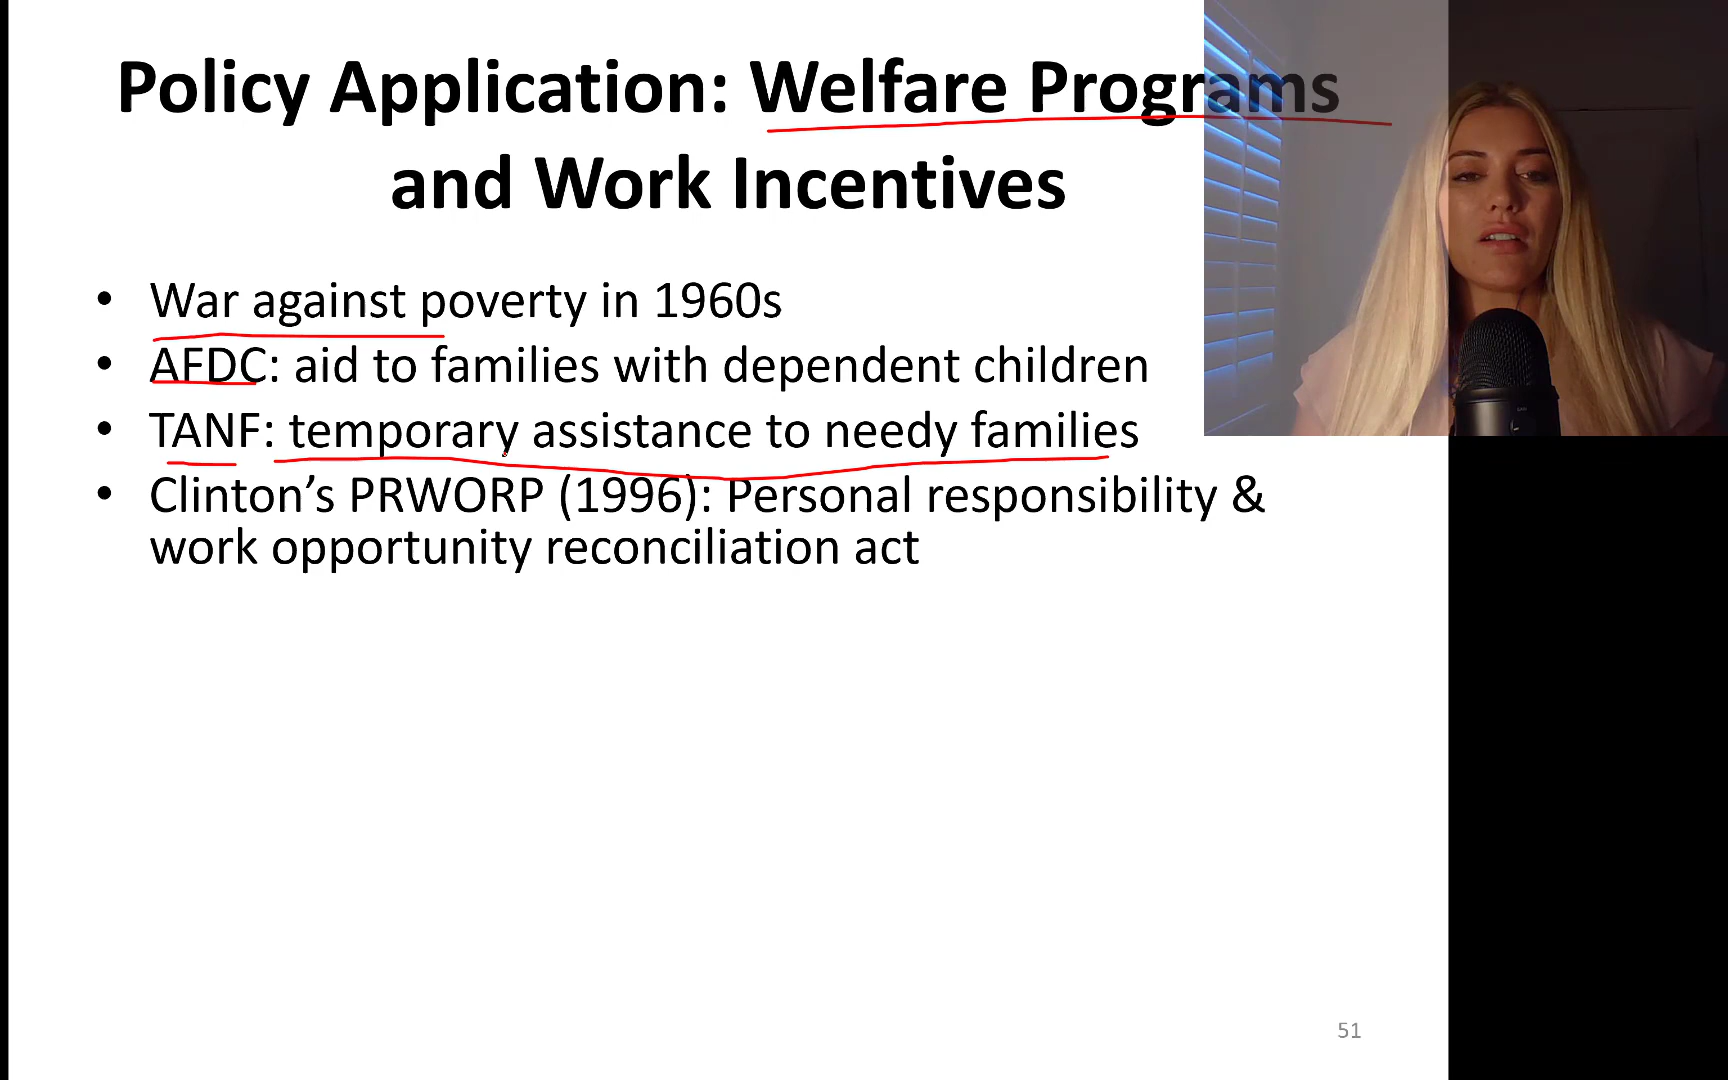 Policy Application: Welfare Programs
and Work Incentives
• War against poverty in 1960s
• AFDC: aid to families with dependent children
• TANF: temporary assistance to needy families
• Clinton’s PRWORP (1996): Personal responsibility &
work opportunity reconciliation act
51